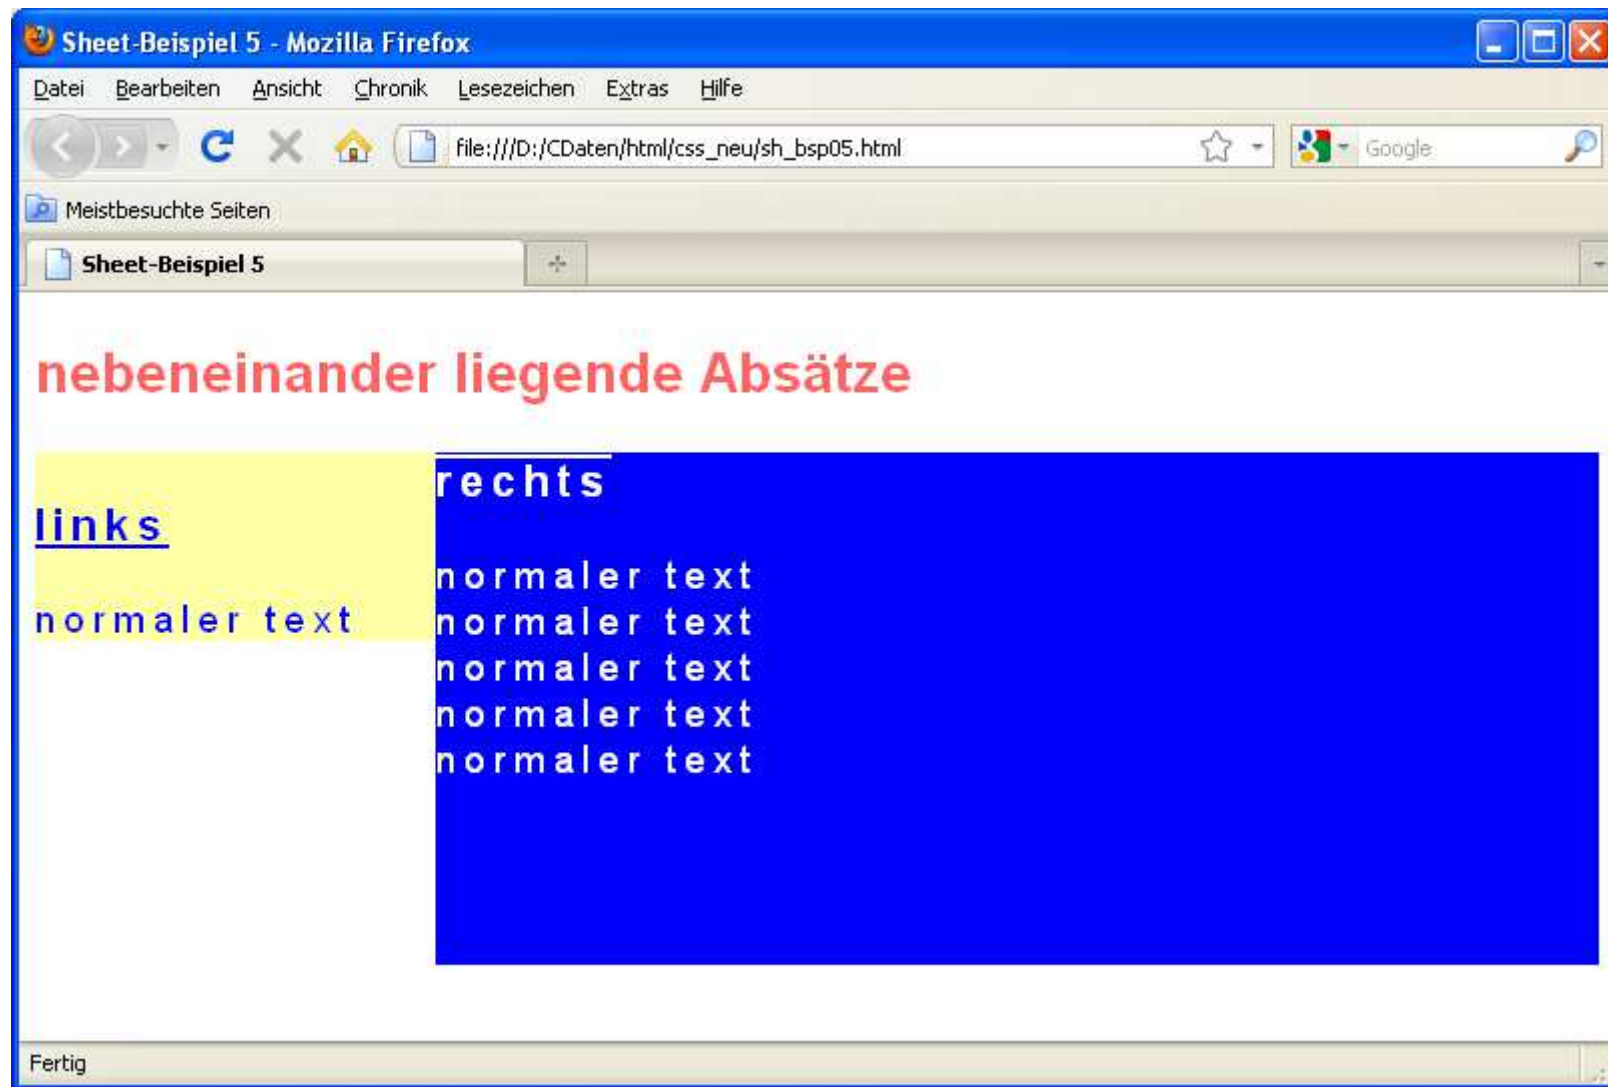 Sheet-Beispiel 5 - Mozilla Firefox
Datei Bearbeiten Ansicht Chronik Lesezeichen Extras Hilfe
file:///D:/CDaten/html/css_neu/sh_bsp05.html Google
Meistbesuchte Seiten
Sheet-Beispiel 5
nebeneinander liegende Absätze
links
normaler text
rechts
normaler text
normaler text
normaler text
normaler text
normaler text
Fertig